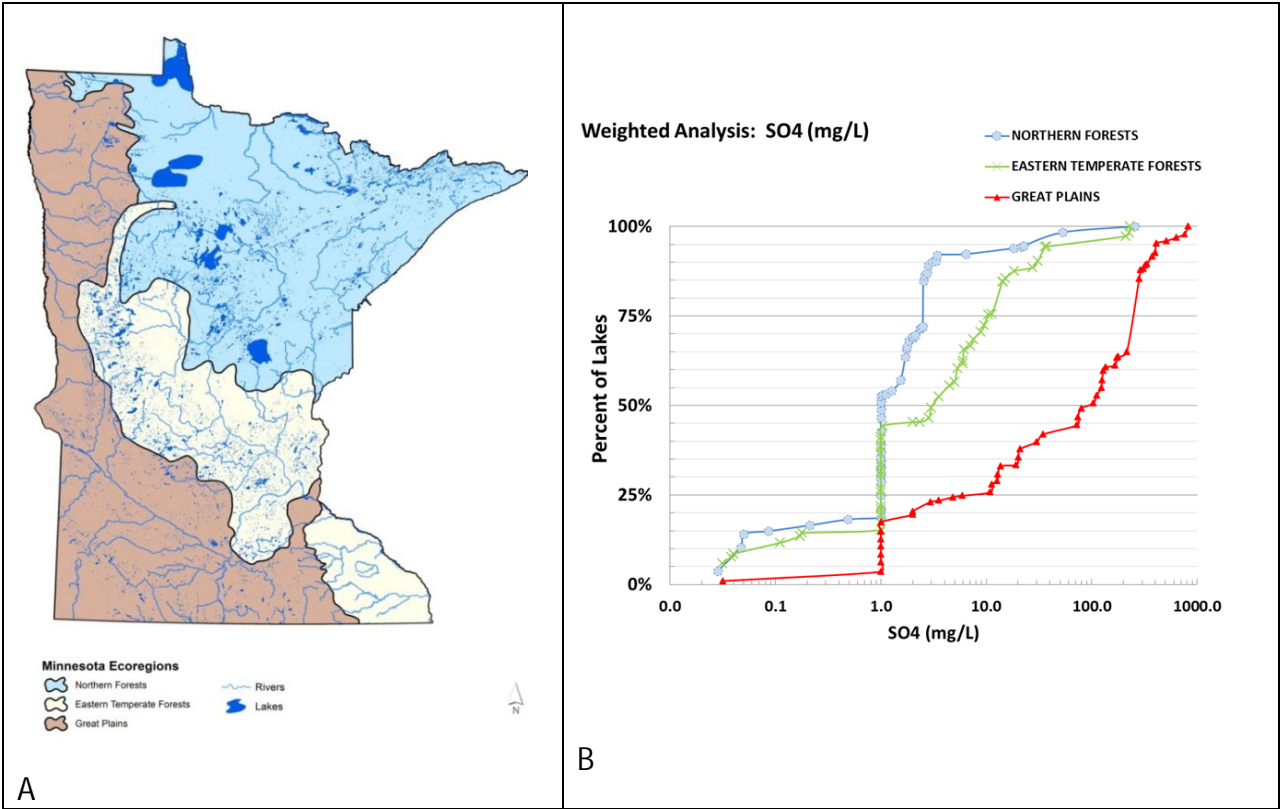 Minnesota Ecoregions
Northern Forests
Eastern Temperate Forests
Great Plains
Rivers
Lakes
N
A
Weighted Analysis: SO4 (mg/L)
NORTHERN FORESTS
EASTERN TEMPERATE FORESTS
GREAT PLAINS
100%
75%
50%
25%
0%
Percent of Lakes
0.0 0.1 1.0 10.0 100.0 1000.0
SO4 (mg/L)
B